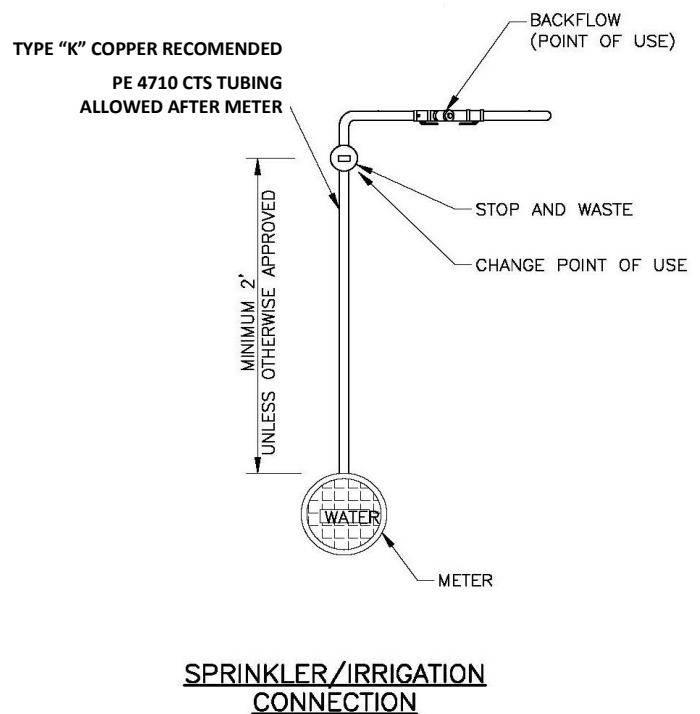 BACKFLOW
(POINT OF USE)
TYPE “K” COPPER RECOMENDED
PE 4710 CTS TUBING
ALLOWED AFTER METER
STOP AND WASTE
CHANGE POINT OF USE
MINIMUM 2'
UNLESS OTHERWISE APPROVED
WATER
METER
SPRINKLER/IRRIGATION
CONNECTION